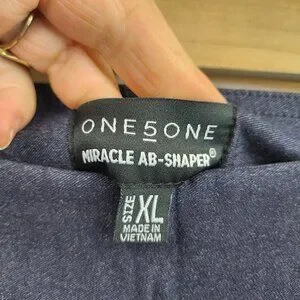 ONE5ONE
MIRACLE AB-SHAPER®
SIZE XL
MADE IN
VIETNAM